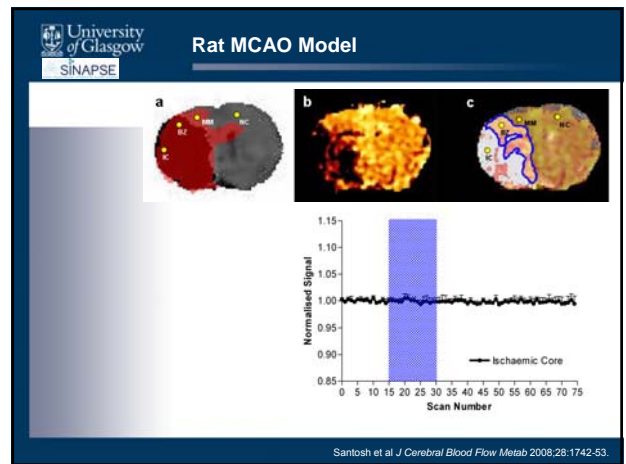 University
of Glasgow
SINAPSE
Rat MCAO Model
a
b
c
IC
BZ
MM
NC
IC
BZ
MM
NC
1.15
1.10
1.05
1.00
0.95
0.90
0.85
Normalised Signal
Ischaemic Core
0 5 10 15 20 25 30 35 40 45 50 55 60 65 70 75
Scan Number
Santosh et al J Cerebral Blood Flow Metab 2008;28:1742-53.